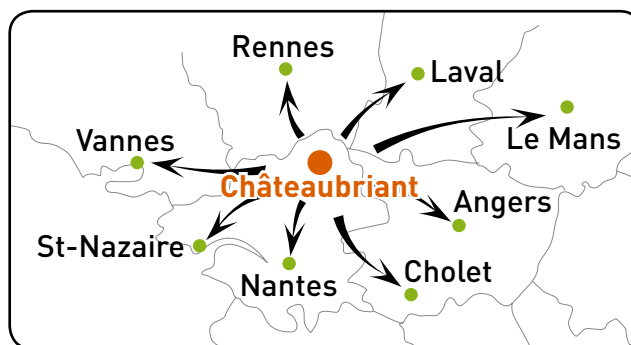 Rennes
Laval
Vannes
Le Mans
Châteaubriant
Angers
St-Nazaire
Nantes
Cholet